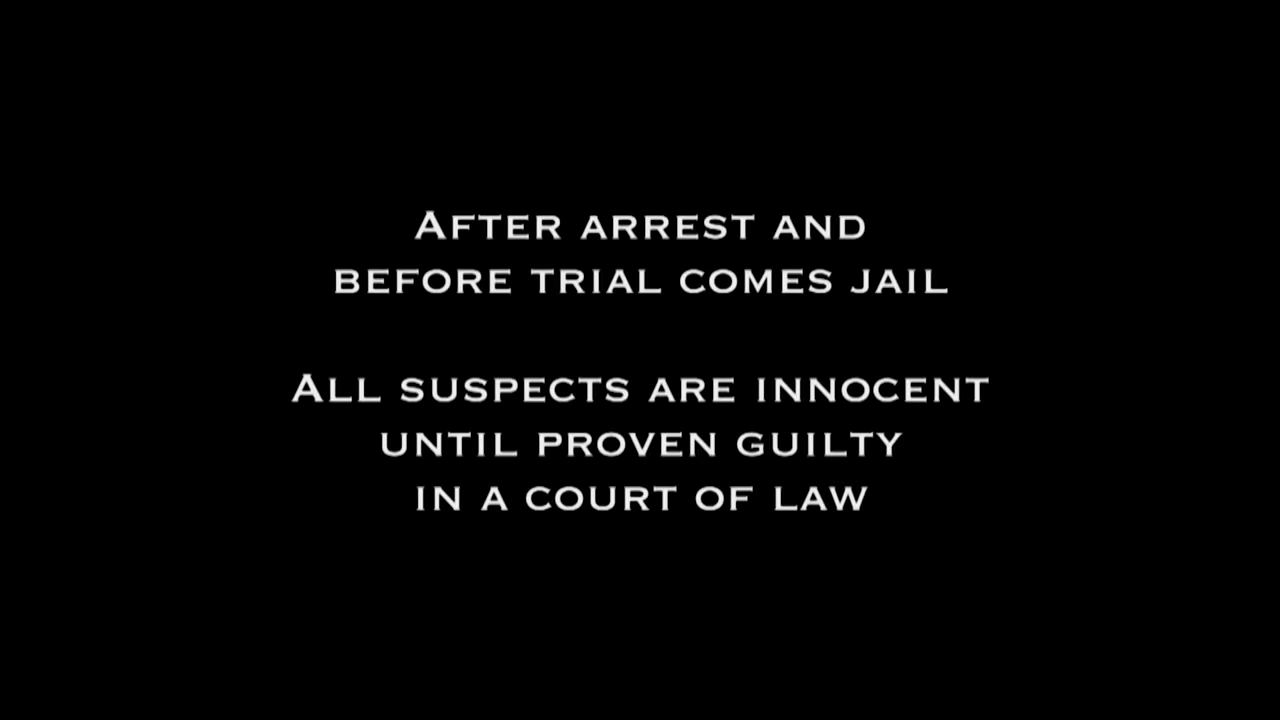 After arrest and
before trial comes jail
All suspects are innocent
until proven guilty
in a court of law